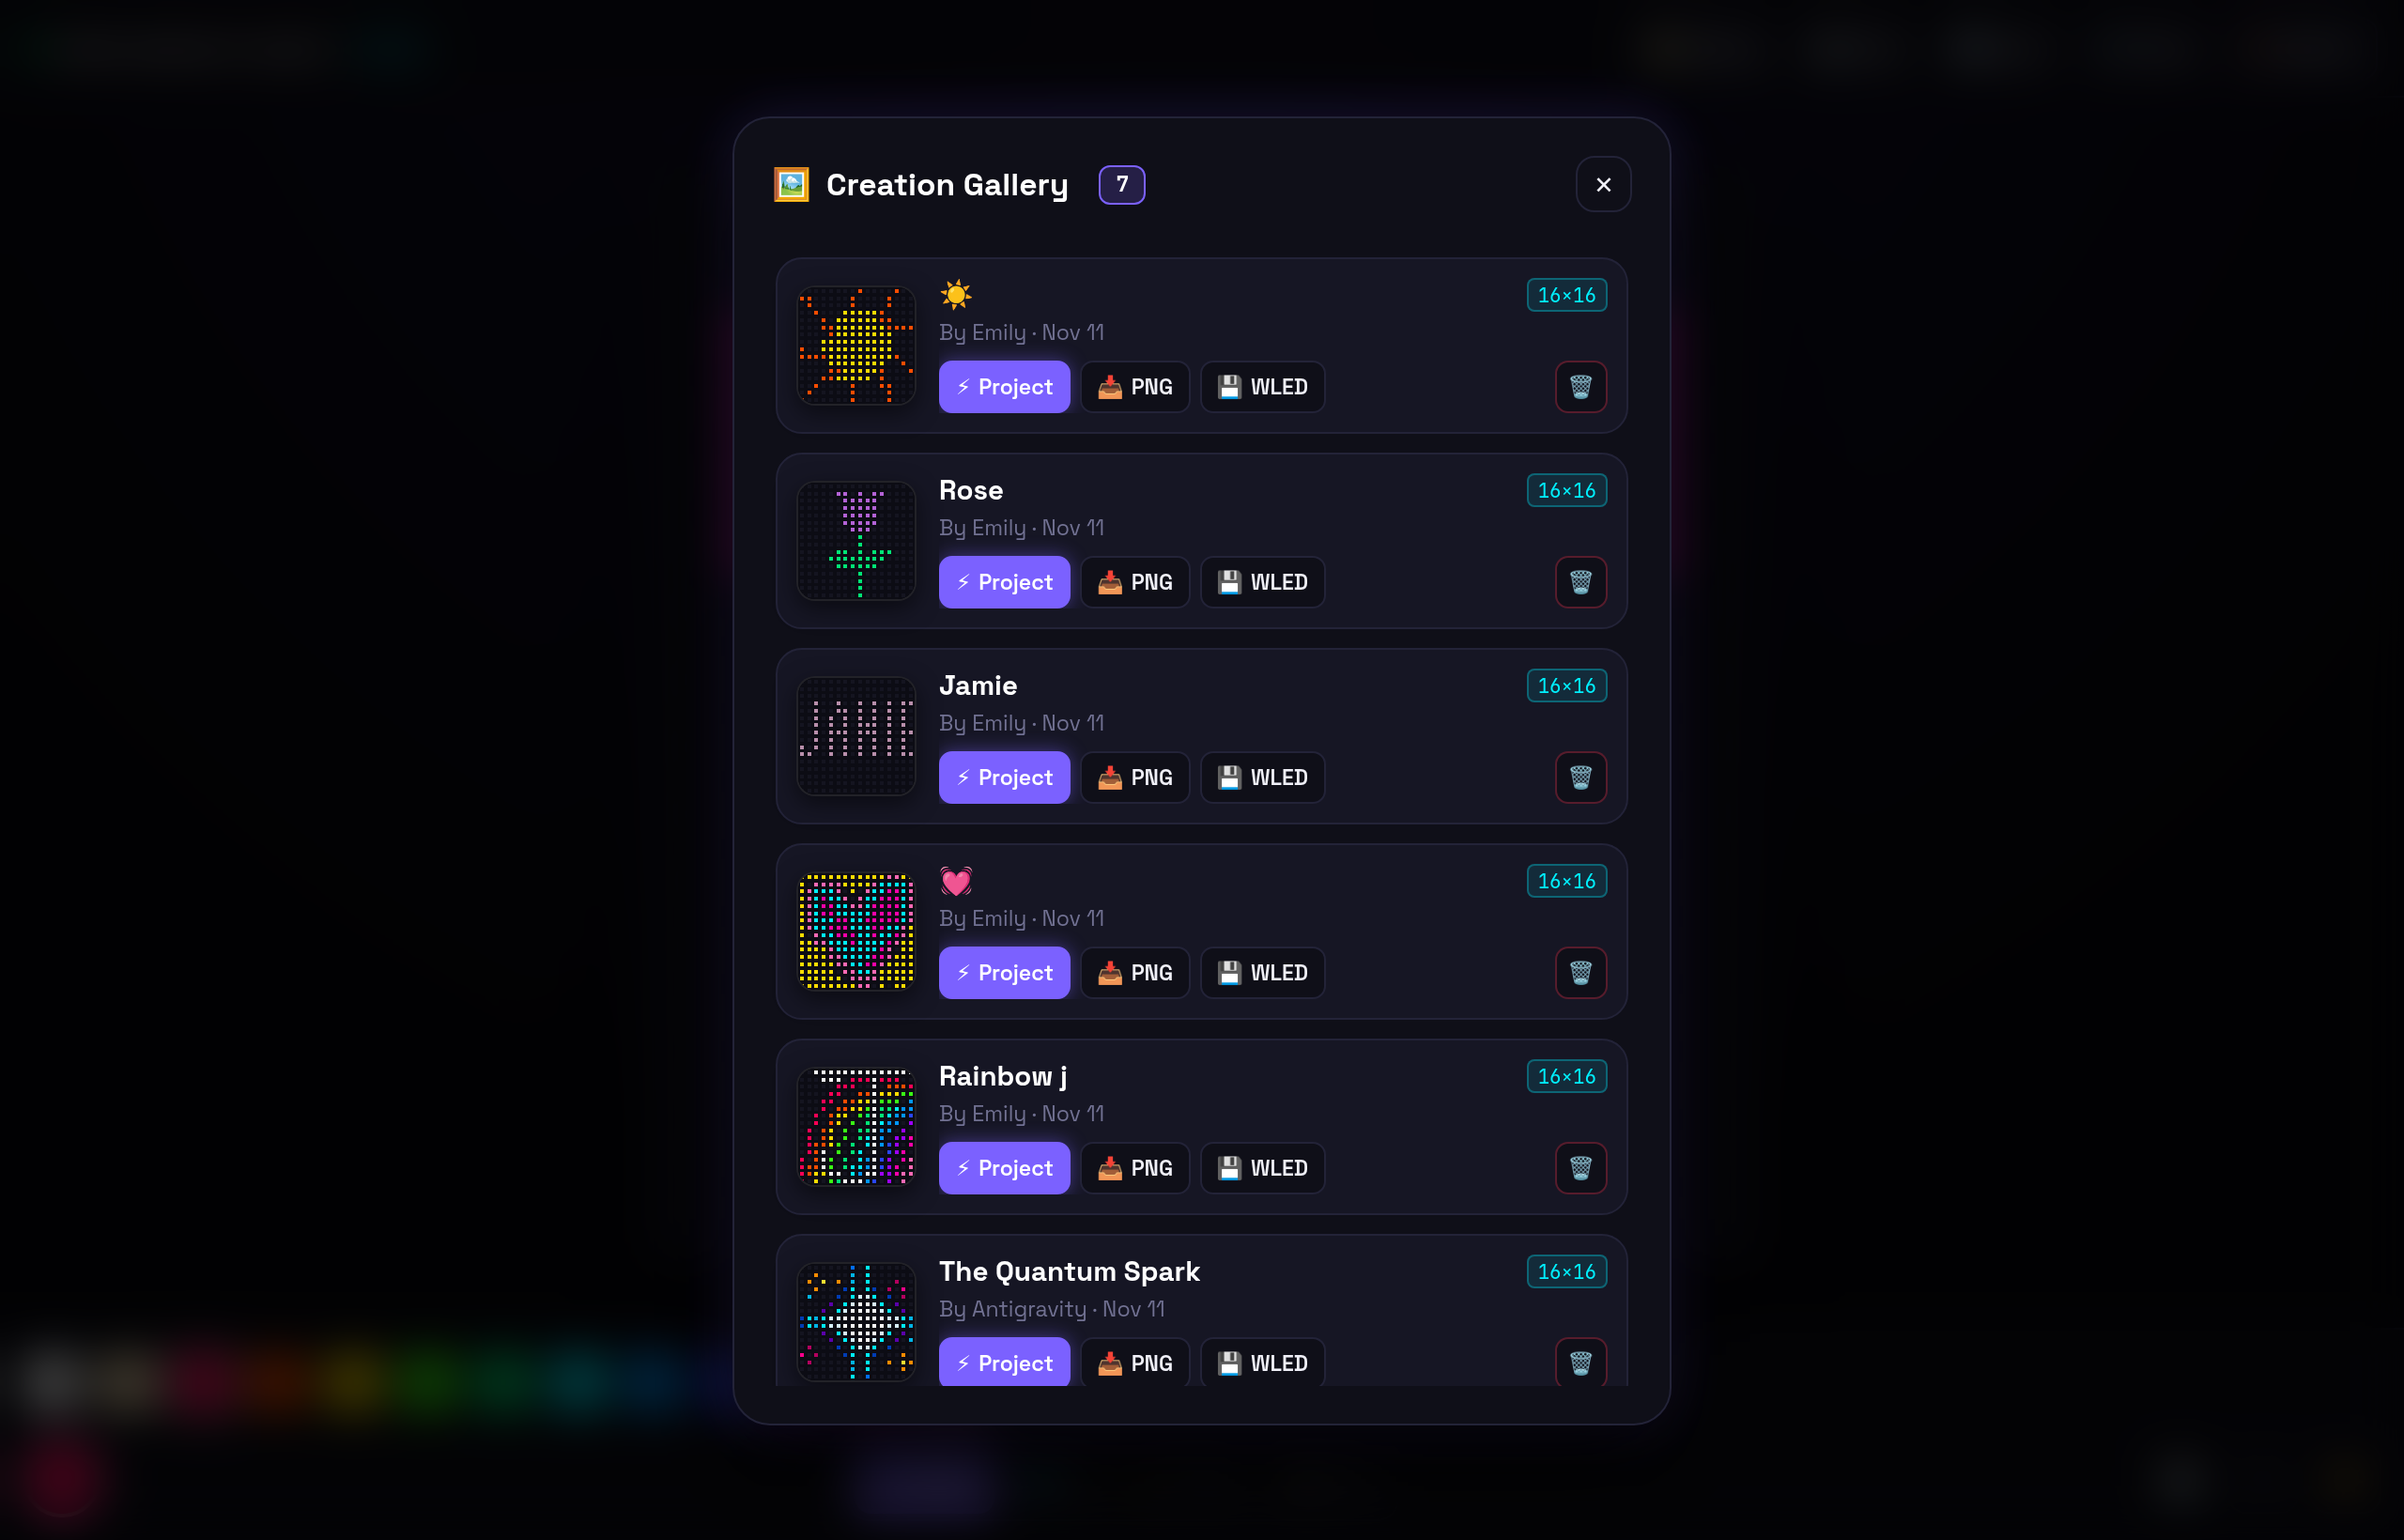 🖼️ Creation Gallery 7 ✕
☀️ 16×16
By Emily · Nov 11
⚡ Project 📥 PNG 💾 WLED 🗑️
Rose 16×16
By Emily · Nov 11
⚡ Project 📥 PNG 💾 WLED 🗑️
JAMIE
Jamie 16×16
By Emily · Nov 11
⚡ Project 📥 PNG 💾 WLED 🗑️
💓 16×16
By Emily · Nov 11
⚡ Project 📥 PNG 💾 WLED 🗑️
Rainbow j 16×16
By Emily · Nov 11
⚡ Project 📥 PNG 💾 WLED 🗑️
The Quantum Spark 16×16
By Antigravity · Nov 11
⚡ Project 📥 PNG 💾 WLED 🗑️